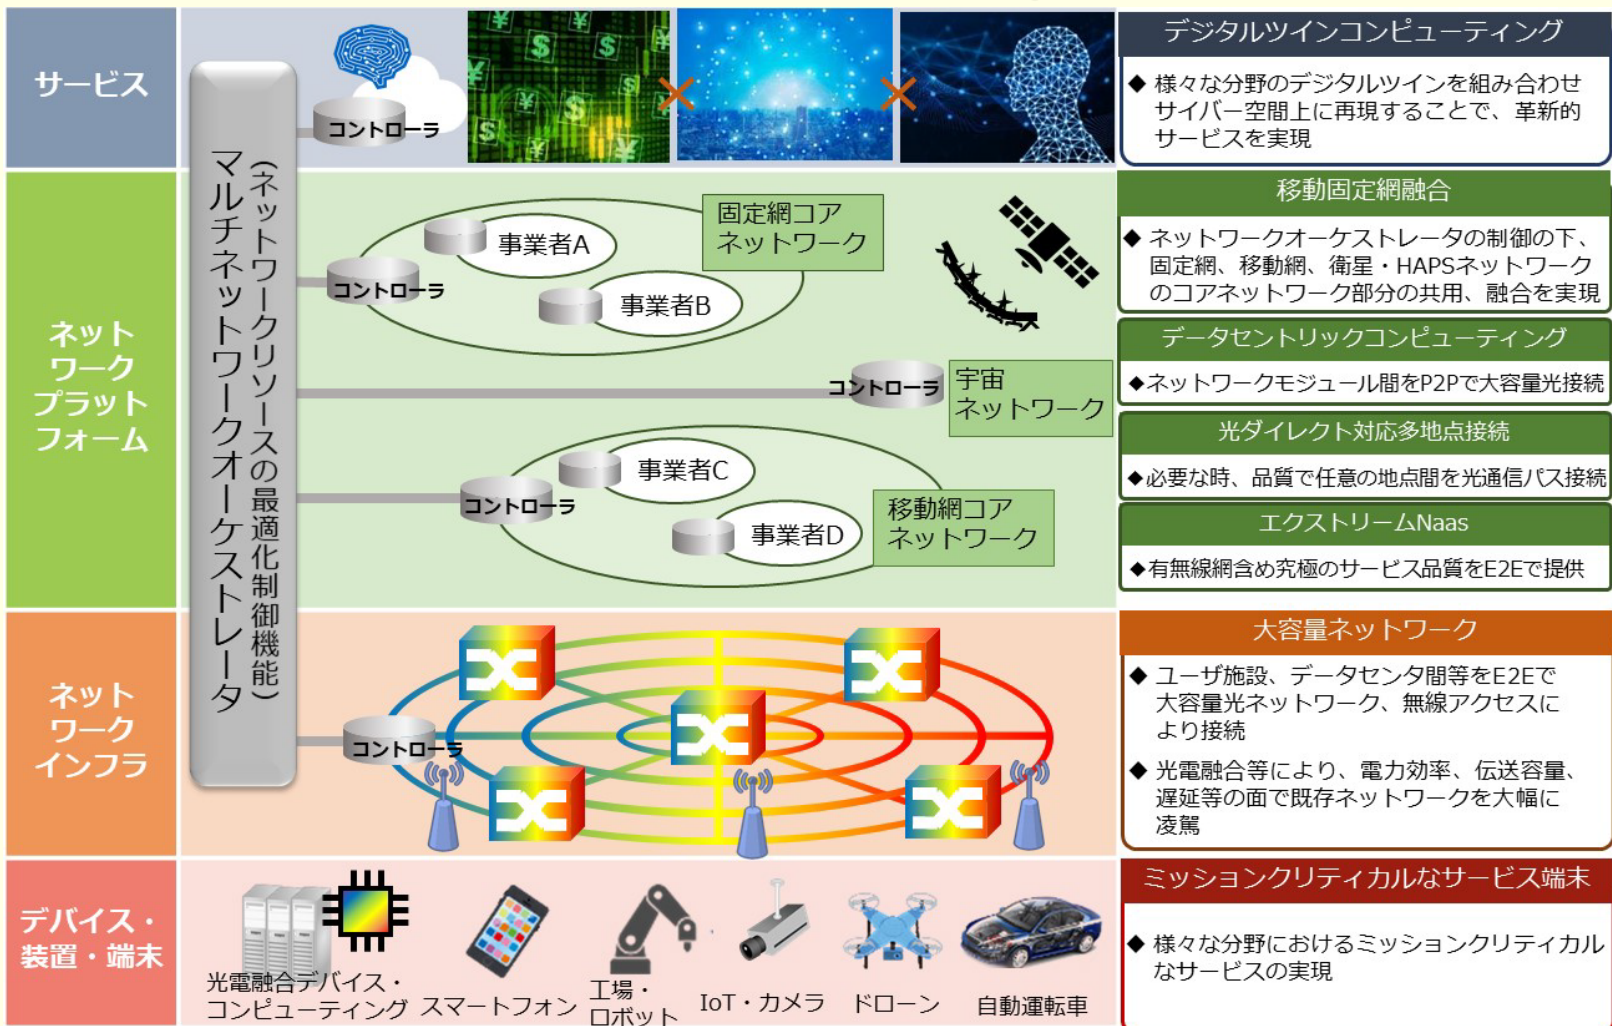 サービス
コントローラ
デジタルツインコンピューティング
◆ 様々な分野のデジタルツインを組み合わせ
サイバー空間上に再現することで、革新的
サービスを実現
マルチネットワークオーケストレータ
(ネットワークリソースの最適化制御機能)
ネット
ワーク
プラット
フォーム
コントローラ
事業者A
事業者B
固定網コア
ネットワーク
コントローラ
宇宙
ネットワーク
コントローラ
事業者C
事業者D
移動網コア
ネットワーク
移動固定網融合
◆ ネットワークオーケストレータの制御の下、
固定網、移動網、衛星・HAPSネットワーク
のコアネットワーク部分の共用、融合を実現
データセントリックコンピューティング
◆ネットワークモジュール間をP2Pで大容量光接続
光ダイレクト対応多地点接続
◆必要な時、品質で任意の地点間を光通信パス接続
エクストリームNaas
◆有無線網含め究極のサービス品質をE2Eで提供
ネット
ワーク
インフラ
コントローラ
大容量ネットワーク
◆ ユーザ施設、データセンタ間等をE2Eで
大容量光ネットワーク、無線アクセスに
より接続
◆ 光電融合等により、電力効率、伝送容量、
遅延等の面で既存ネットワークを大幅に
凌駕
デバイス・
装置・端末
光電融合デバイス・
コンピューティング
スマートフォン
工場・
ロボット
IoT・カメラ
ドローン
自動運転車
ミッションクリティカルなサービス端末
◆ 様々な分野におけるミッションクリティカル
なサービスの実現